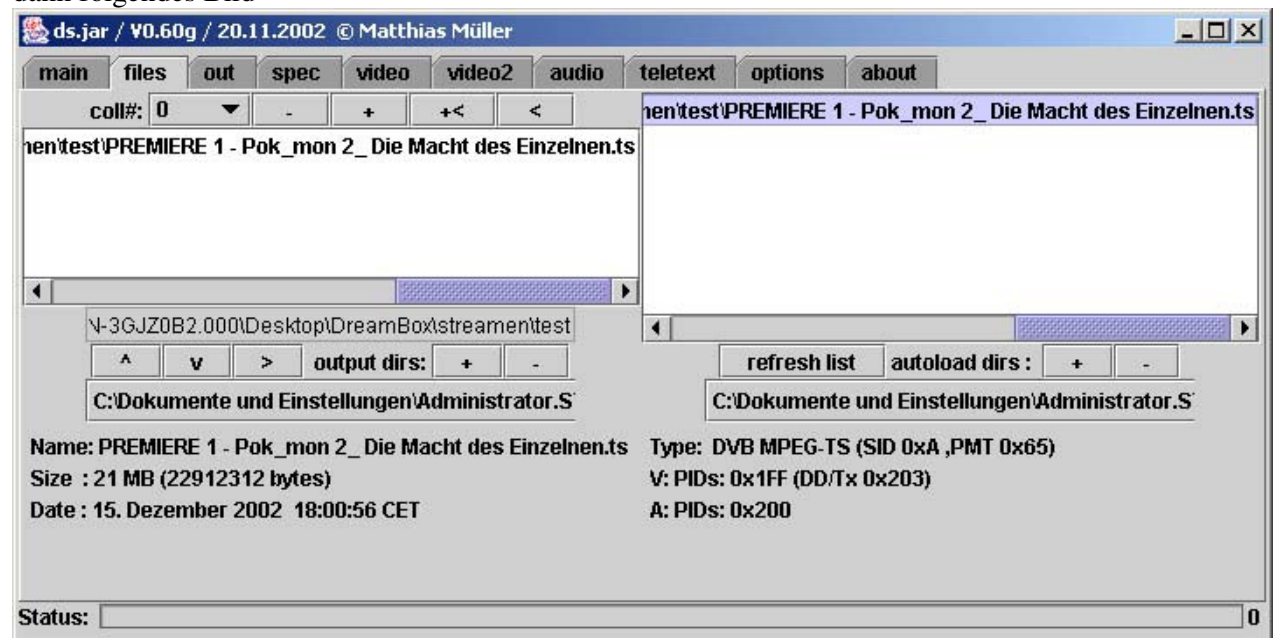 dann folgendes Bild
ds.jar / V0.60g / 20.11.2002 © Matthias Müller
main files out spec video video2 audio teletext options about
coll#: 0 - + +< <
nen\test\PREMIERE 1 - Pok_mon 2_ Die Macht des Einzelnen.ts
nen\test\PREMIERE 1 - Pok_mon 2_ Die Macht des Einzelnen.ts
\-3GJZ0B2.000\Desktop\DreamBox\streamen\test
^ v > output dirs: + -
refresh list autoload dirs : + -
C:\Dokumente und Einstellungen\Administrator.S
C:\Dokumente und Einstellungen\Administrator.S
Name: PREMIERE 1 - Pok_mon 2_ Die Macht des Einzelnen.ts
Size : 21 MB (22912312 bytes)
Date : 15. Dezember 2002 18:00:56 CET
Type: DVB MPEG-TS (SID 0xA ,PMT 0x65)
V: PIDs: 0x1FF (DD/Tx 0x203)
A: PIDs: 0x200
Status: 0